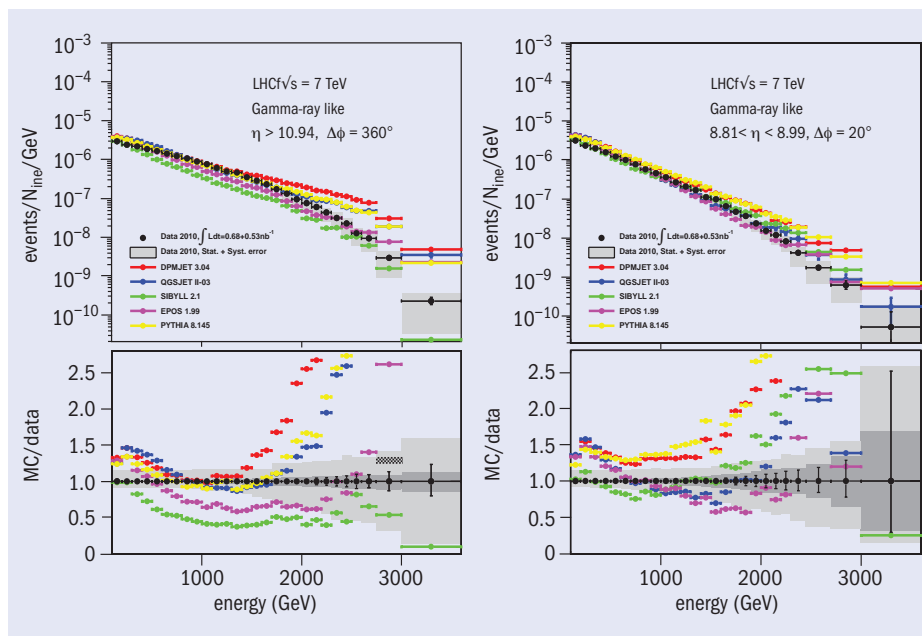 10⁻³
10⁻⁴
10⁻⁵
10⁻⁶
10⁻⁷
10⁻⁸
10⁻⁹
10⁻¹⁰
events/N_ine/GeV
LHCf√s = 7 TeV
Gamma-ray like
η > 10.94, Δϕ = 360°
Data 2010, ∫Ldt=0.68+0.53nb⁻¹
Data 2010, Stat. + Syst. error
DPMJET 3.04
QGSJET II-03
SIBYLL 2.1
EPOS 1.99
PYTHIA 8.145
MC/data
2.5
2.0
1.5
1.0
0.5
0
1000 2000 3000
energy (GeV)
10⁻³
10⁻⁴
10⁻⁵
10⁻⁶
10⁻⁷
10⁻⁸
10⁻⁹
10⁻¹⁰
events/N_ine/GeV
LHCf√s = 7 TeV
Gamma-ray like
8.81< η < 8.99, Δϕ = 20°
Data 2010, ∫Ldt=0.68+0.53nb⁻¹
Data 2010, Stat. + Syst. error
DPMJET 3.04
QGSJET II-03
SIBYLL 2.1
EPOS 1.99
PYTHIA 8.145
MC/data
2.5
2.0
1.5
1.0
0.5
0
1000 2000 3000
energy (GeV)